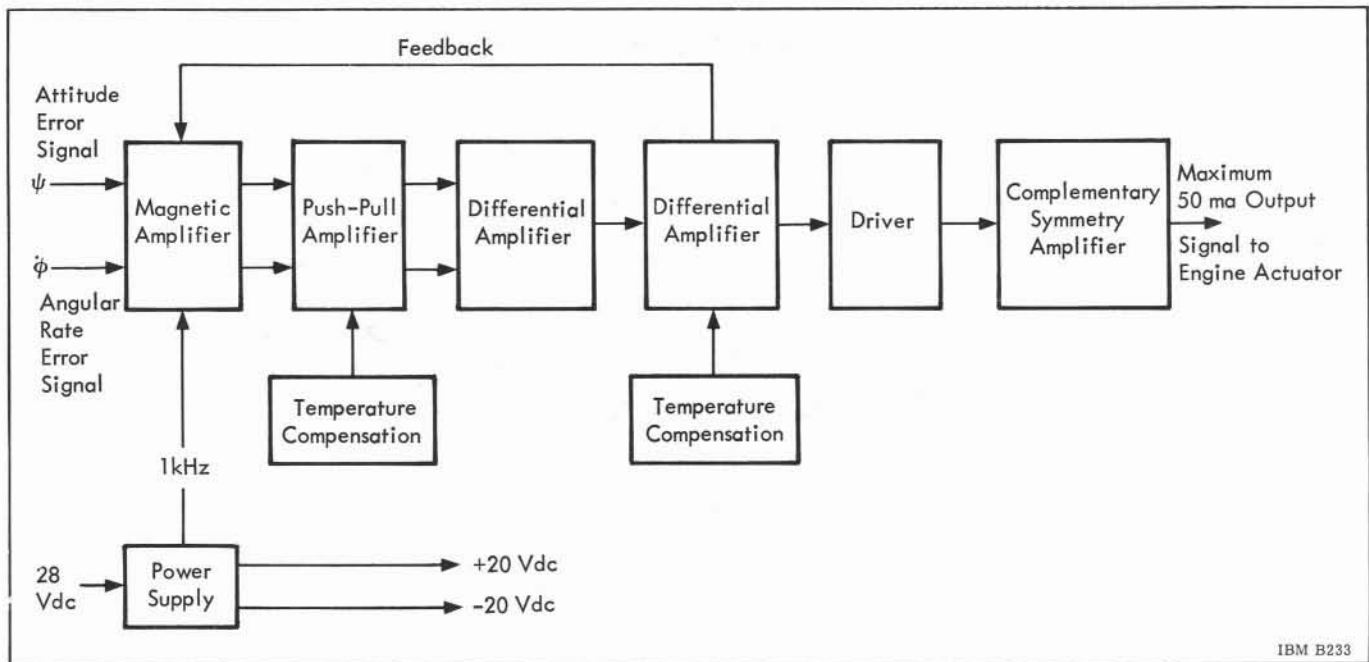 Feedback
Attitude
Error
Signal
ψ
Magnetic
Amplifier
Push-Pull
Amplifier
Differential
Amplifier
Differential
Amplifier
Driver
Complementary
Symmetry
Amplifier
Maximum
50 ma Output
Signal to
Engine Actuator
φ̇
Angular
Rate
Error
Signal
Temperature
Compensation
Temperature
Compensation
1kHz
28
Vdc
Power
Supply
+20 Vdc
-20 Vdc
IBM B233